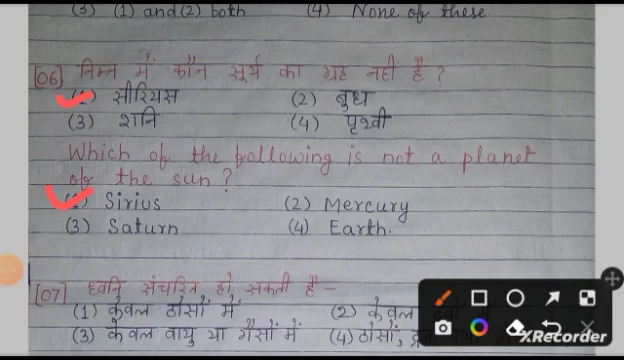 (3) (1) and (2) both (4) None of these
[06] निम्न में कौन सूर्य का ग्रह नहीं है ?
(1) सीरियस (2) बुध
(3) शनि (4) पृथ्वी
Which of the following is not a planet
of the sun ?
(1) Sirius (2) Mercury
(3) Saturn (4) Earth.
[07] ध्वनि संचरित हो सकती है -
(1) केवल ठोसों में (2) केवल
(3) केवल वायु या गैसों में (4) ठोसों,
XRecorder